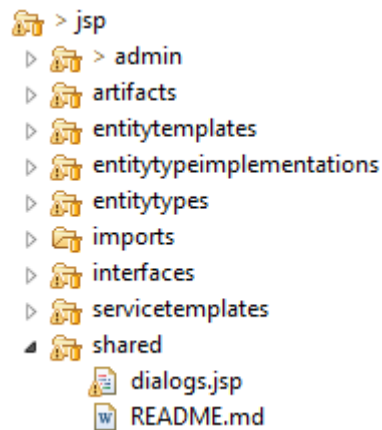 > jsp
> admin
artifacts
entitytemplates
entitytypeimplementations
entitytypes
imports
interfaces
servicetemplates
shared
dialogs.jsp
README.md